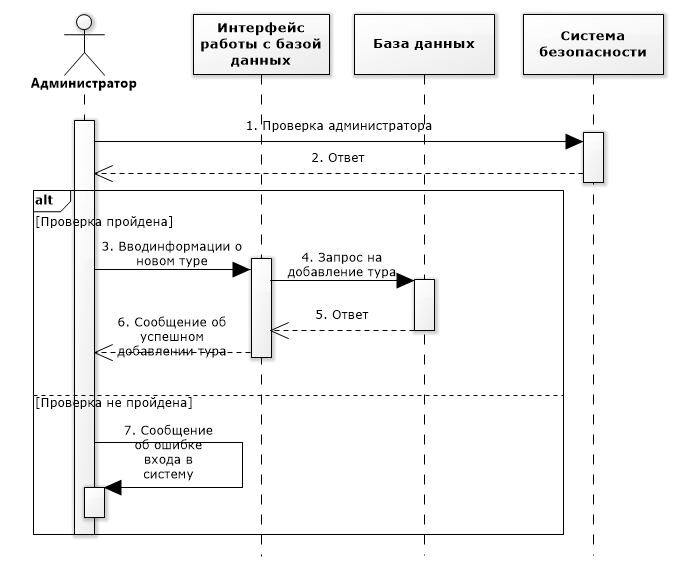 Интерфейс
работы с базой
данных
База данных
Система
безопасности
Администратор
1. Проверка администратора
2. Ответ
alt
[Проверка пройдена]
3. Вводинформации о
новом туре
4. Запрос на
добавление тура
5. Ответ
6. Сообщение об
успешном
добавлении тура
[Проверка не пройдена]
7. Сообщение
об ошибке
входа в
систему